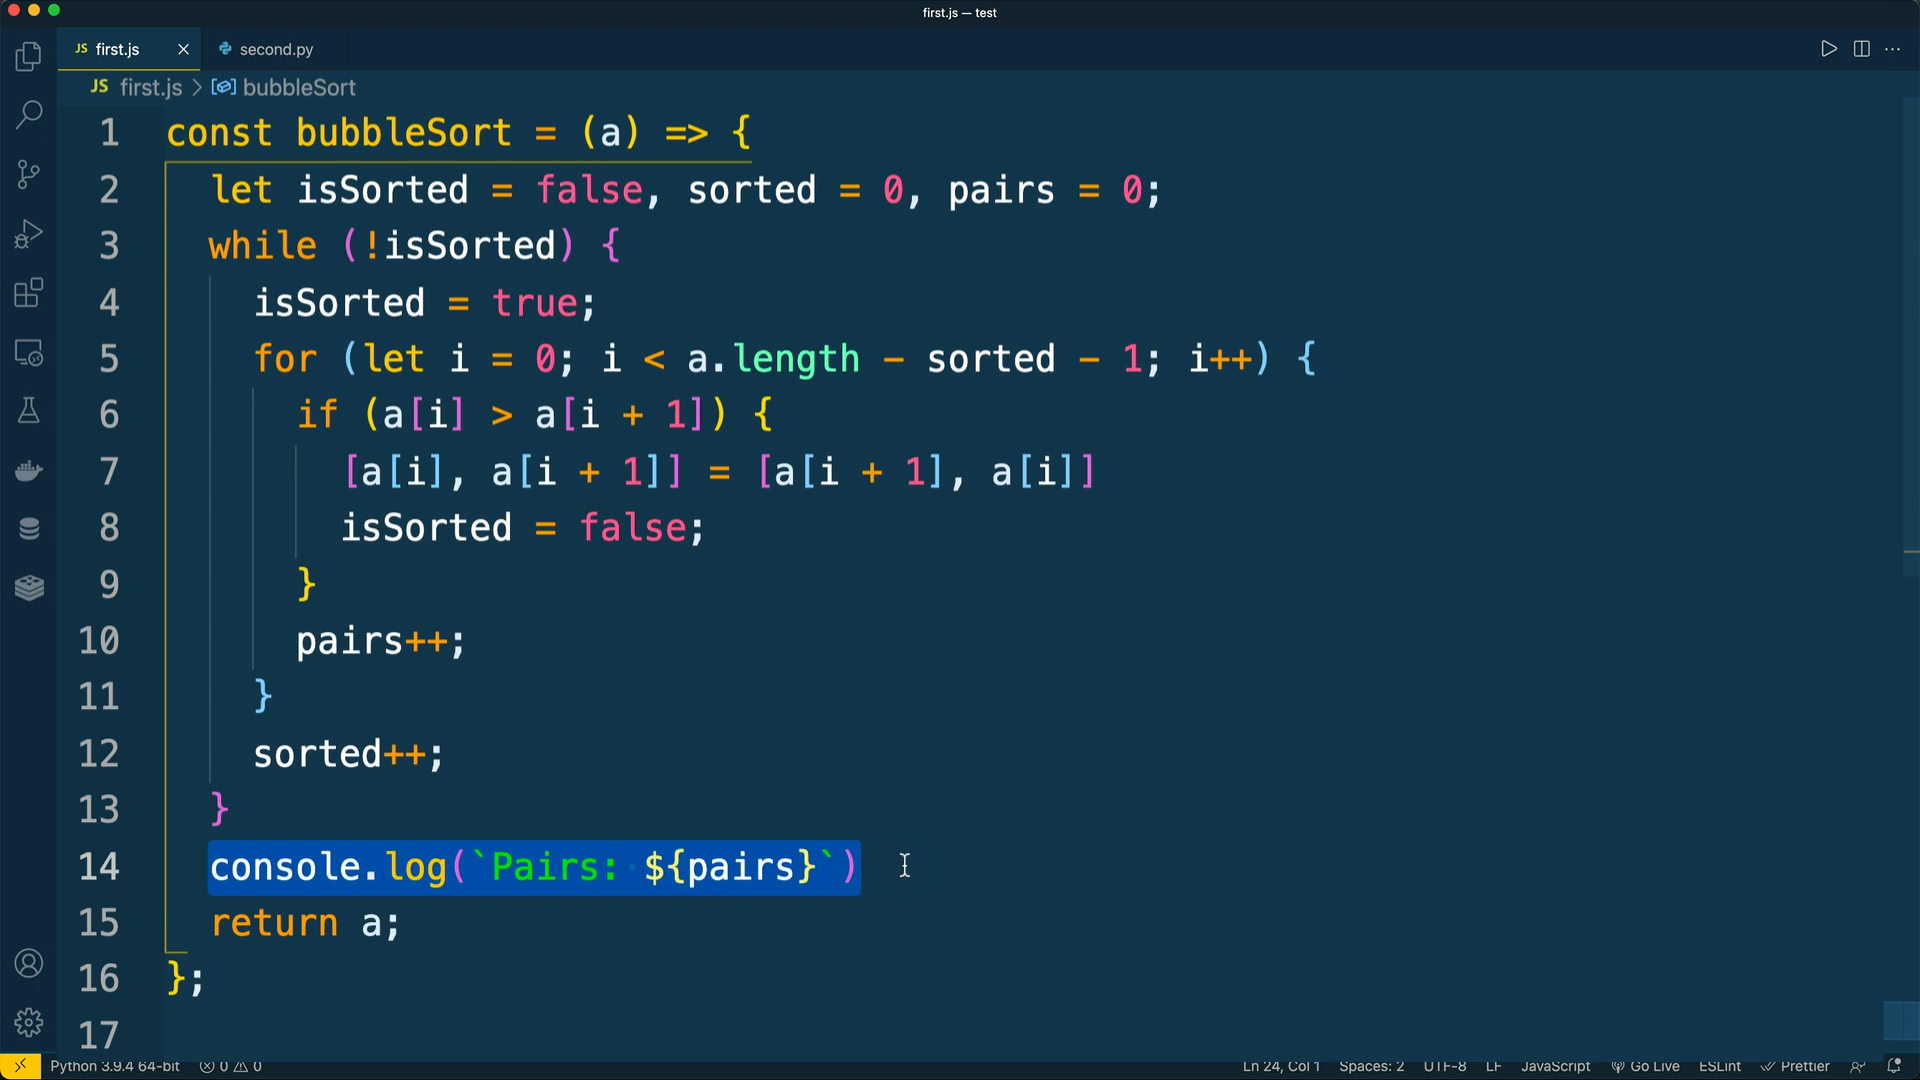 first.js — test
JS first.js × second.py
JS first.js > bubbleSort
1 const bubbleSort = (a) => {
2 let isSorted = false, sorted = 0, pairs = 0;
3 while (!isSorted) {
4 isSorted = true;
5 for (let i = 0; i < a.length - sorted - 1; i++) {
6 if (a[i] > a[i + 1]) {
7 [a[i], a[i + 1]] = [a[i + 1], a[i]]
8 isSorted = false;
9 }
10 pairs++;
11 }
12 sorted++;
13 }
14 console.log(`Pairs: ${pairs}`)
15 return a;
16 };
17
Python 3.9.4 64-bit 0 0 Ln 24, Col 1 Spaces: 2 UTF-8 LF JavaScript Go Live ESLint Prettier